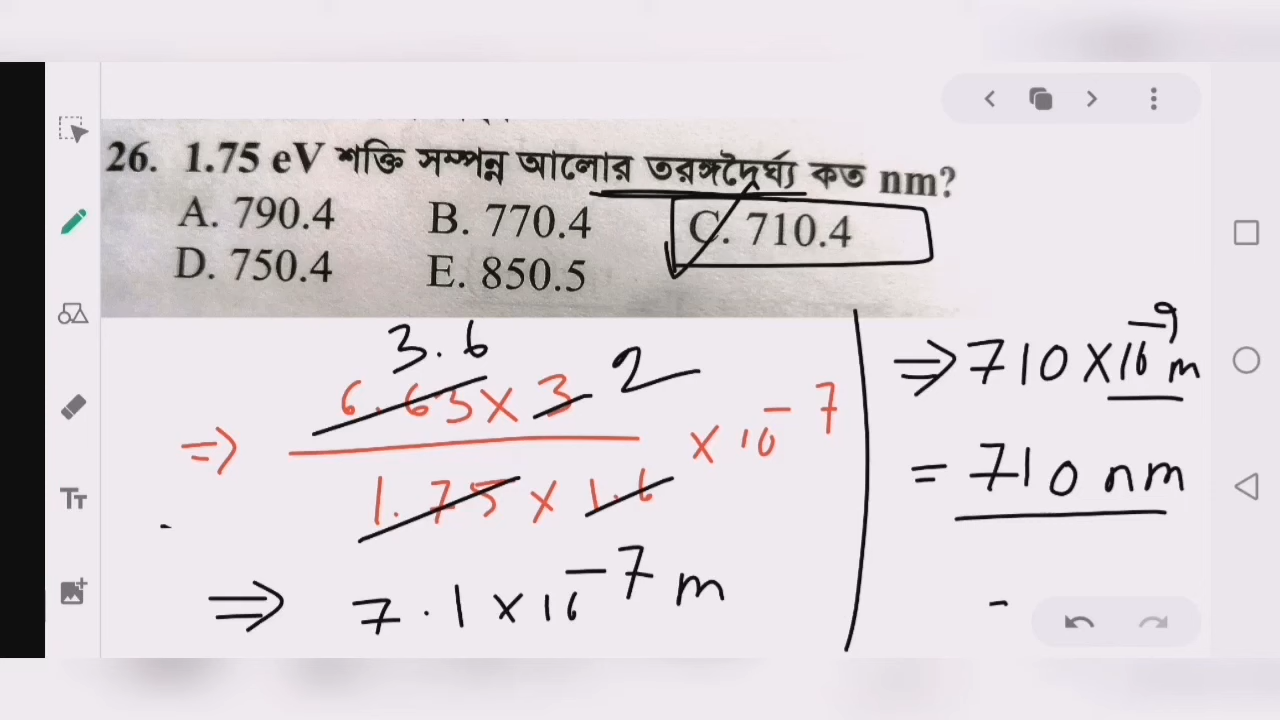 26. 1.75 eV শক্তি সম্পন্ন আলোর তরঙ্গদৈর্ঘ্য কত nm?
A. 790.4 B. 770.4 C. 710.4
D. 750.4 E. 850.5
3.6 2
=> 6.63 × 3 / 1.75 × 1.6 × 10^-7
=> 7.1 × 10^-7 m
=> 710 × 10^-9 m
= 710 nm
Tт